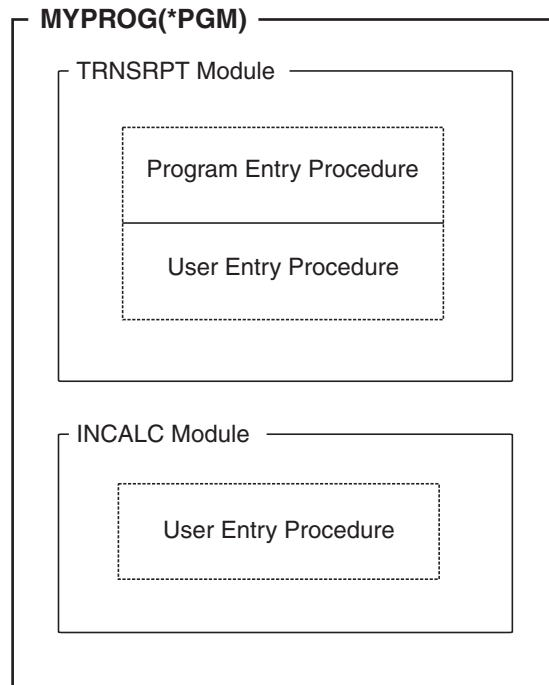 MYPROG(*PGM)
TRNSRPT Module
Program Entry Procedure
User Entry Procedure
INCALC Module
User Entry Procedure